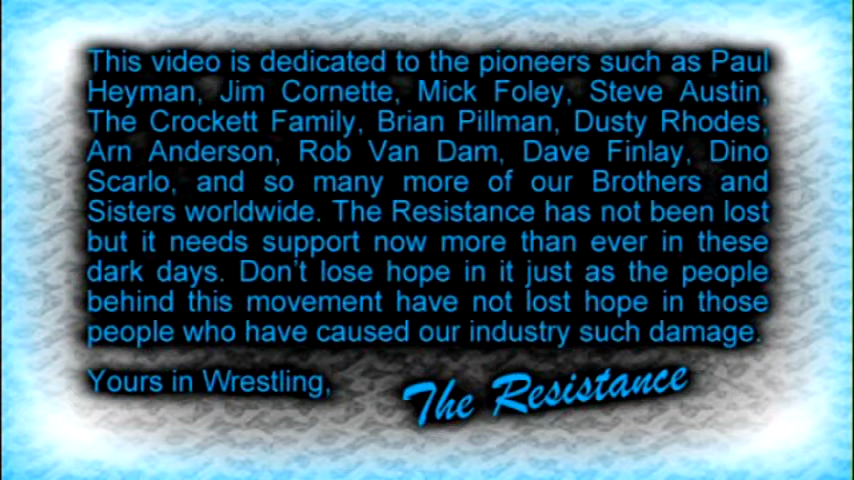 This video is dedicated to the pioneers such as Paul
Heyman, Jim Cornette, Mick Foley, Steve Austin,
The Crockett Family, Brian Pillman, Dusty Rhodes,
Arn Anderson, Rob Van Dam, Dave Finlay, Dino
Scarlo, and so many more of our Brothers and
Sisters worldwide. The Resistance has not been lost
but it needs support now more than ever in these
dark days. Don't lose hope in it just as the people
behind this movement have not lost hope in those
people who have caused our industry such damage.
Yours in Wrestling,
The Resistance